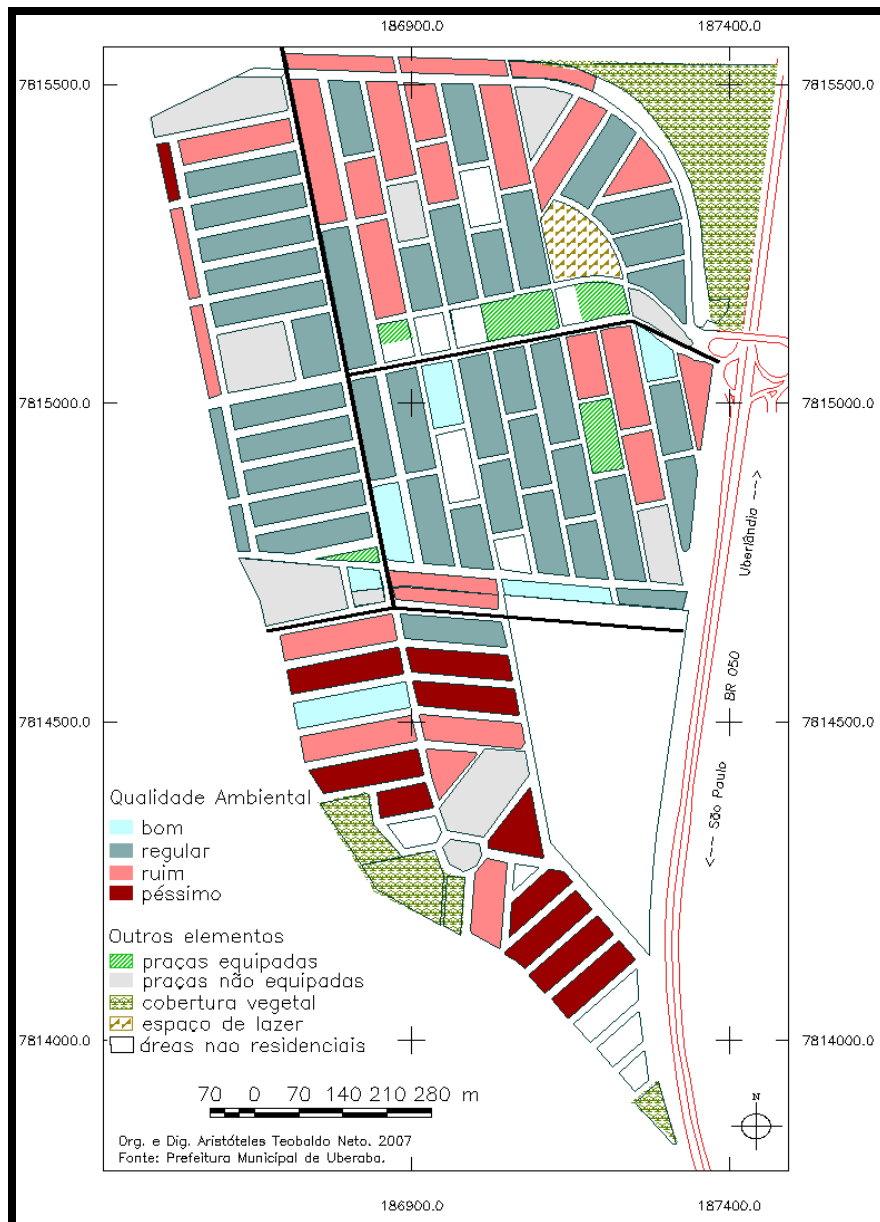 186900.0 187400.0
7815500.0 7815500.0
7815000.0 7815000.0
Uberlândia --->
BR 050
<--- São Paulo
7814500.0 7814500.0
Qualidade Ambiental
bom
regular
ruim
péssimo
Outros elementos
praças equipadas
praças não equipadas
cobertura vegetal
espaço de lazer
áreas nao residenciais
7814000.0 7814000.0
70 0 70 140 210 280 m
N
Org. e Dig. Aristóteles Teobaldo Neto. 2007
Fonte: Prefeitura Municipal de Uberaba.
186900.0 187400.0